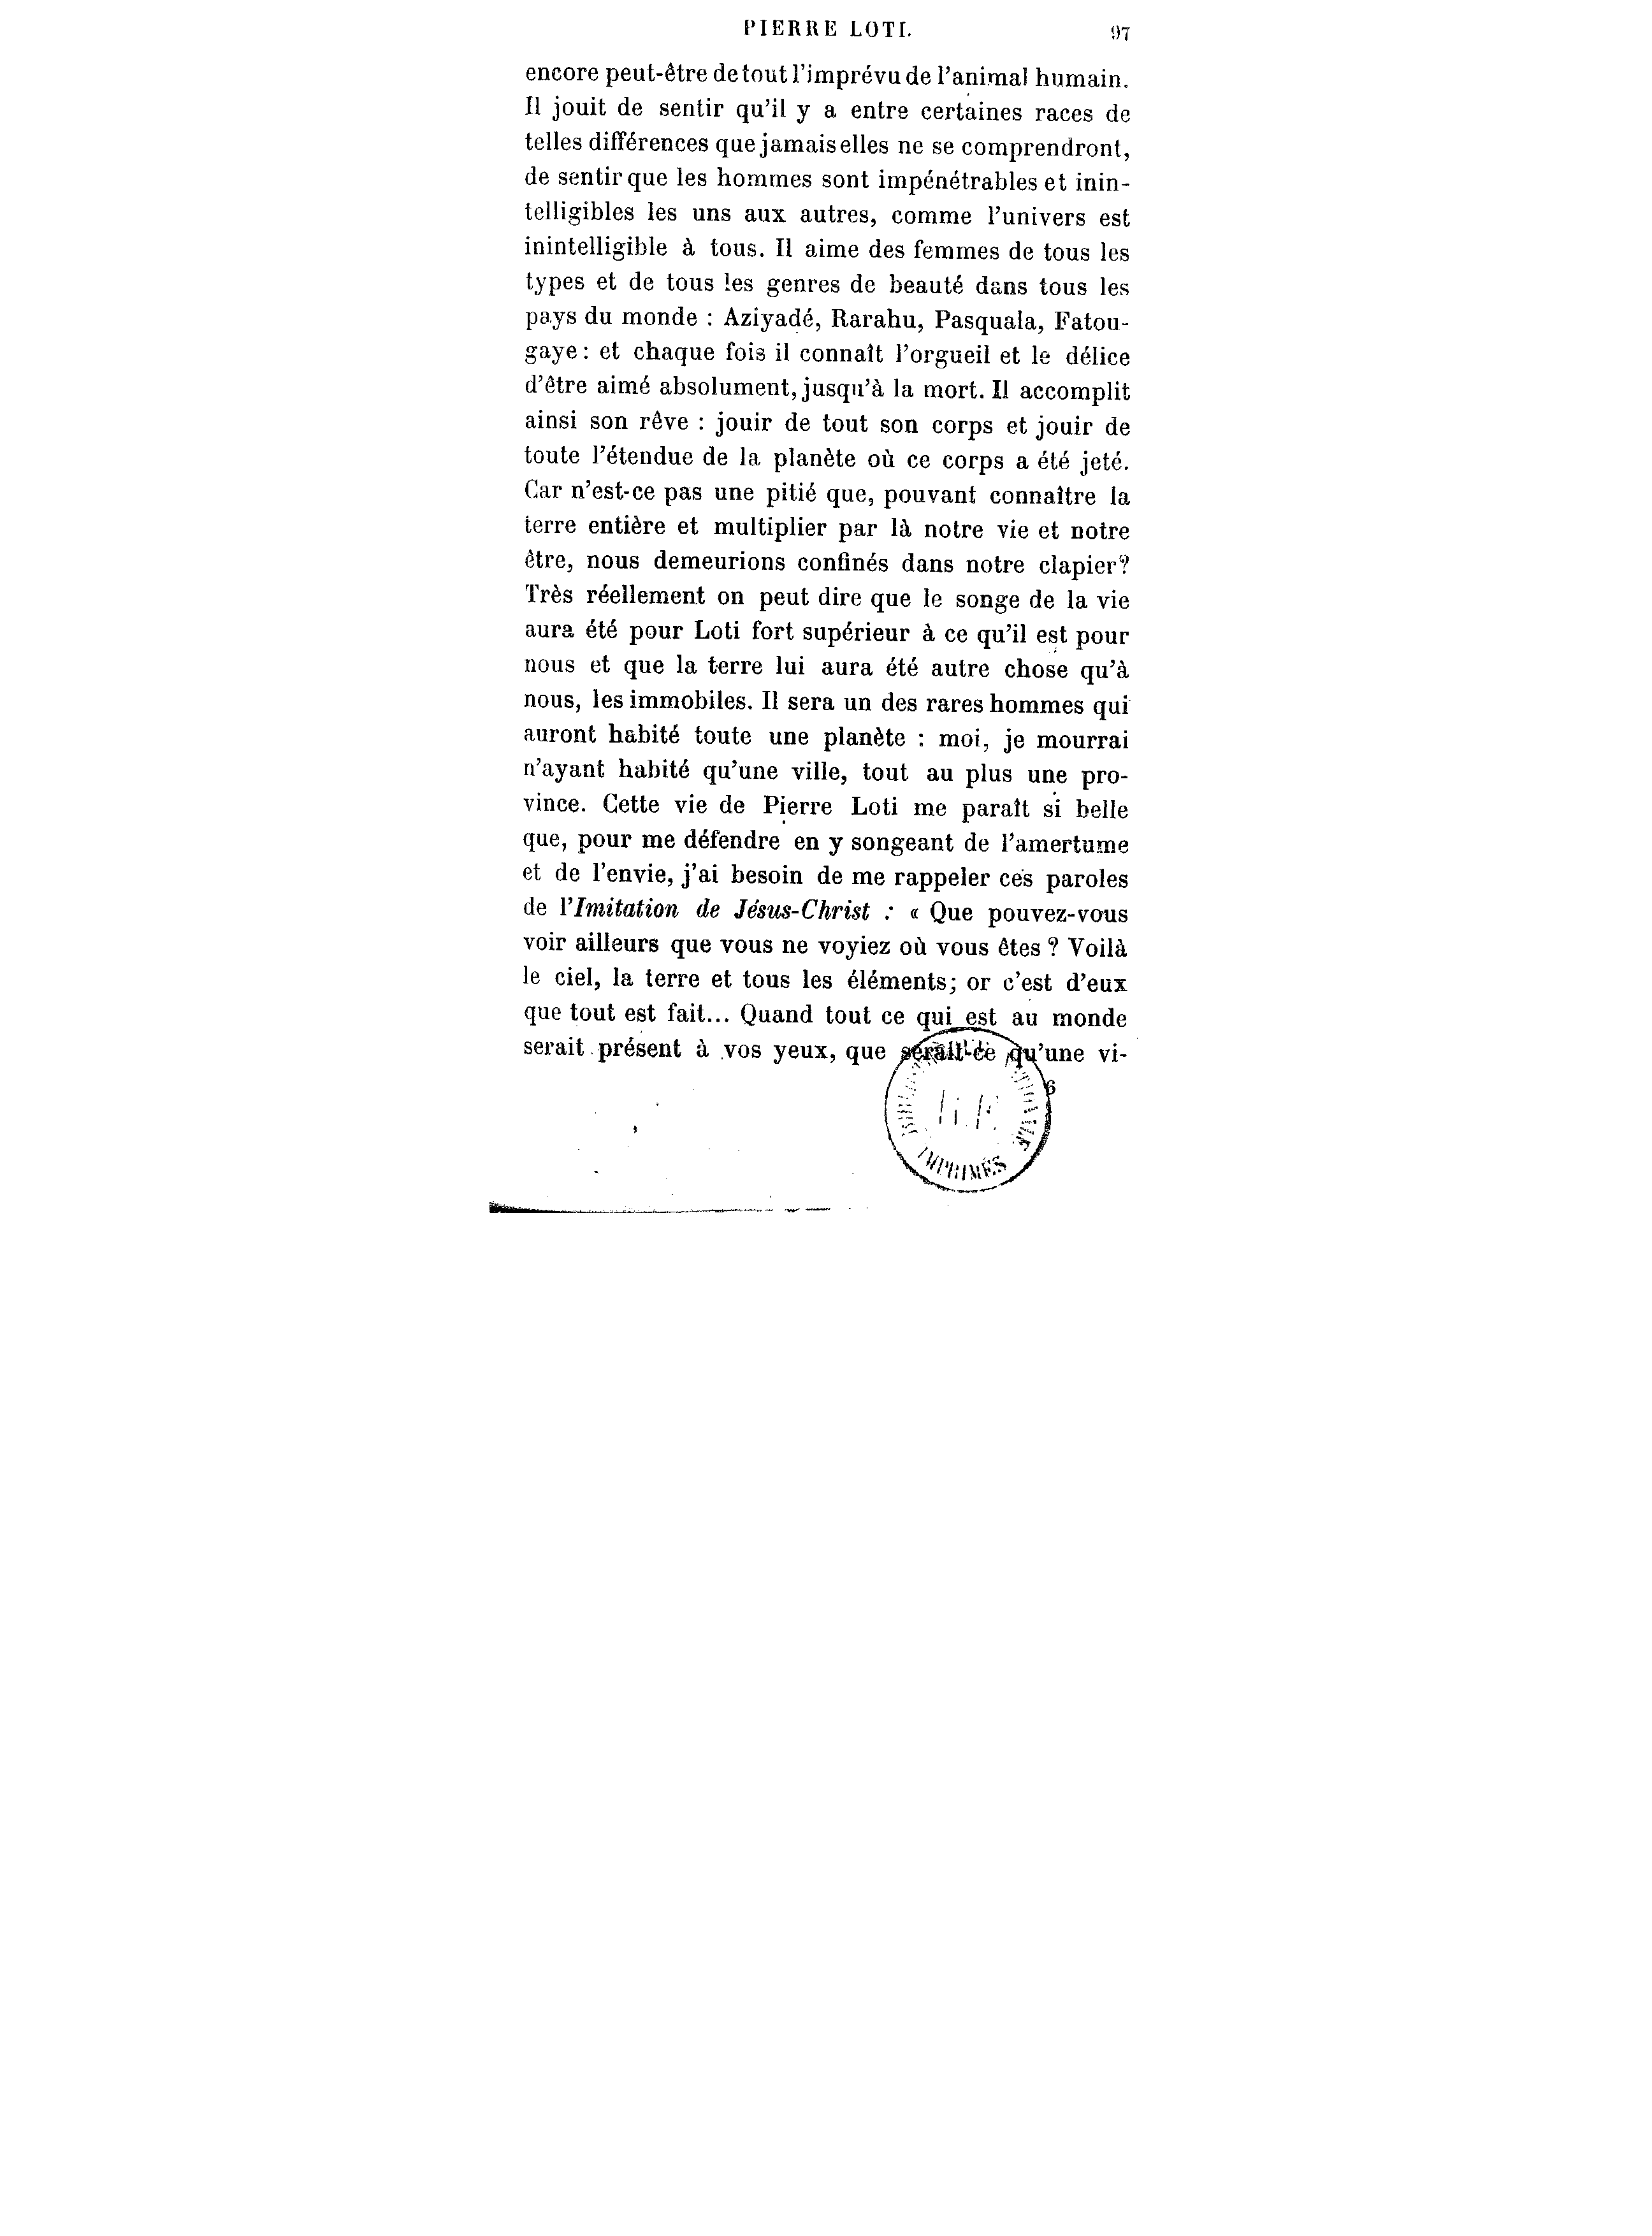 PIERRE LOTI. 97
encore peut-être de tout l'imprévu de l'animal humain.
Il jouit de sentir qu'il y a entre certaines races de
telles différences que jamais elles ne se comprendront,
de sentir que les hommes sont impénétrables et inin-
telligibles les uns aux autres, comme l'univers est
inintelligible à tous. Il aime des femmes de tous les
types et de tous les genres de beauté dans tous les
pays du monde : Aziyadé, Rarahu, Pasquala, Fatou-
gaye : et chaque fois il connaît l'orgueil et le délice
d'être aimé absolument, jusqu'à la mort. Il accomplit
ainsi son rêve : jouir de tout son corps et jouir de
toute l'étendue de la planète où ce corps a été jeté.
Car n'est-ce pas une pitié que, pouvant connaître la
terre entière et multiplier par là notre vie et notre
être, nous demeurions confinés dans notre clapier?
Très réellement on peut dire que le songe de la vie
aura été pour Loti fort supérieur à ce qu'il est pour
nous et que la terre lui aura été autre chose qu'à
nous, les immobiles. Il sera un des rares hommes qui
auront habité toute une planète : moi, je mourrai
n'ayant habité qu'une ville, tout au plus une pro-
vince. Cette vie de Pierre Loti me paraît si belle
que, pour me défendre en y songeant de l'amertume
et de l'envie, j'ai besoin de me rappeler ces paroles
de l'Imitation de Jésus-Christ : « Que pouvez-vous
voir ailleurs que vous ne voyiez où vous êtes ? Voilà
le ciel, la terre et tous les éléments; or c'est d'eux
que tout est fait... Quand tout ce qui est au monde
serait présent à vos yeux, que serait-ce qu'une vi-
6
IMPRIMÉS